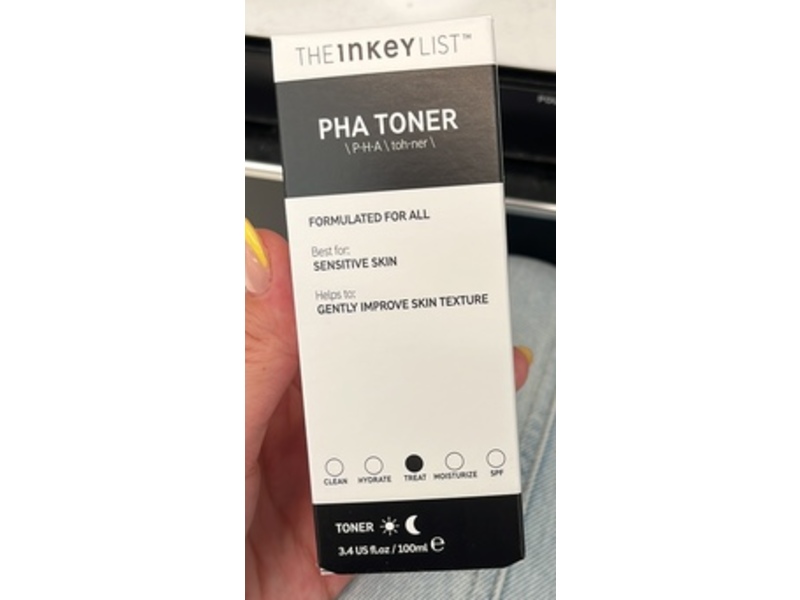 THE INKEY LIST™
PHA TONER
\ P-H-A \ toh-ner \
FORMULATED FOR ALL
Best for:
SENSITIVE SKIN
Helps to:
GENTLY IMPROVE SKIN TEXTURE
CLEAN HYDRATE TREAT MOISTURIZE SPF
TONER
3.4 US fl.oz / 100ml ℮